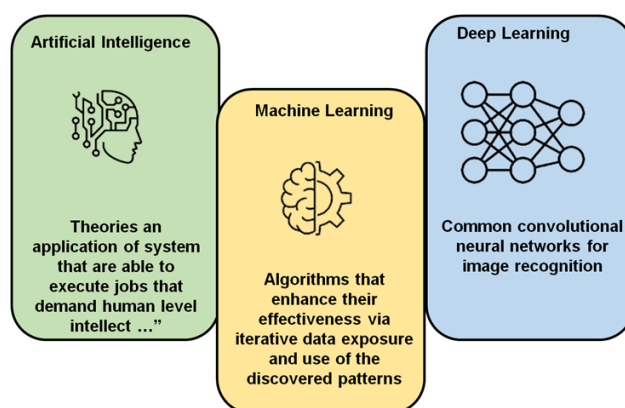 Artificial Intelligence
Theories an
application of system
that are able to
execute jobs that
demand human level
intellect …”
Machine Learning
Algorithms that
enhance their
effectiveness via
iterative data exposure
and use of the
discovered patterns
Deep Learning
Common convolutional
neural networks for
image recognition